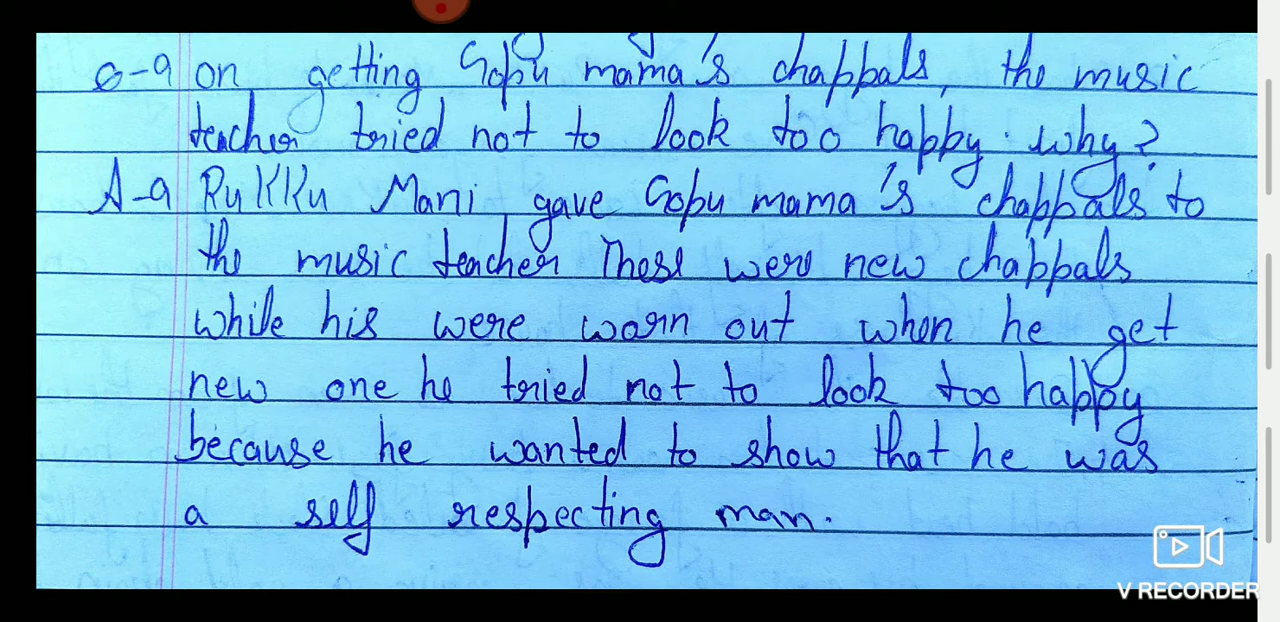 Q-9 on getting Gopu mama's chappals, the music
teacher tried not to look too happy. why?
A-9 RuKKu Mani gave Gopu mama's chappals to
the music teacher These were new chappals
while his were warn out when he get
new one he tried not to look too happy
because he wanted to show that he was
a self respecting man.
V RECORDER